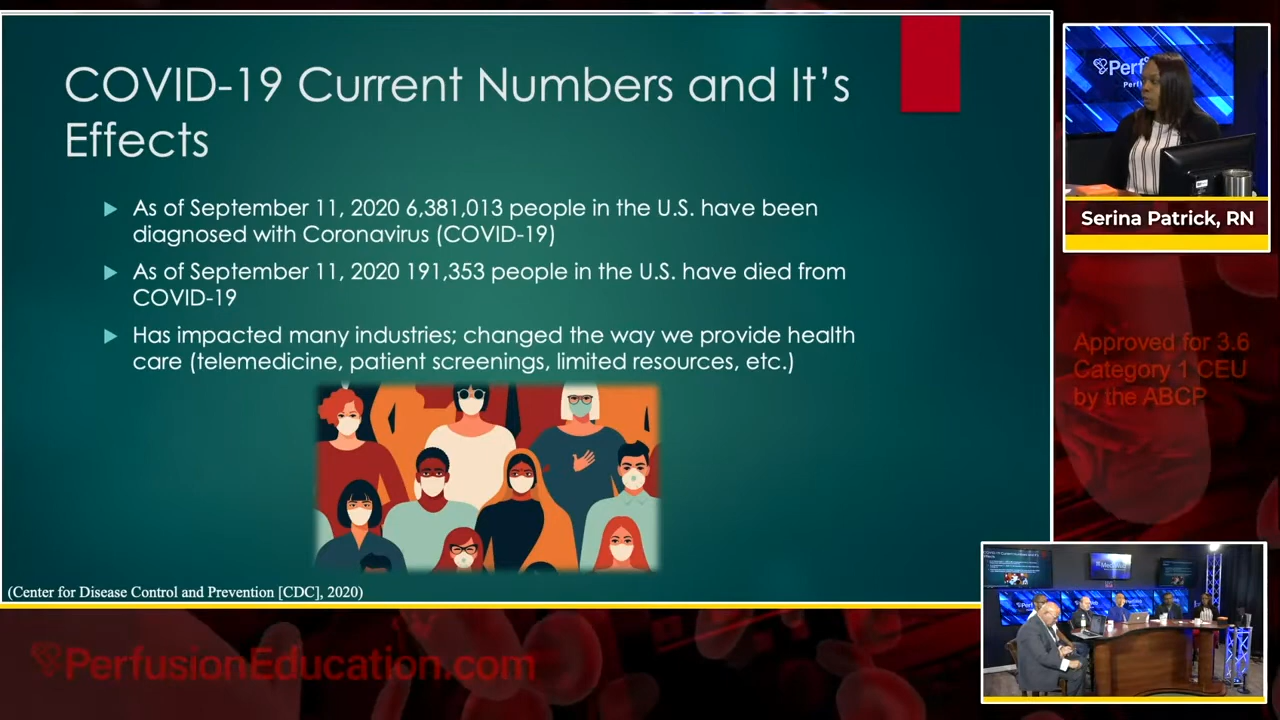 COVID-19 Current Numbers and It's
Effects
As of September 11, 2020 6,381,013 people in the U.S. have been
diagnosed with Coronavirus (COVID-19)
As of September 11, 2020 191,353 people in the U.S. have died from
COVID-19
Has impacted many industries; changed the way we provide health
care (telemedicine, patient screenings, limited resources, etc.)
(Center for Disease Control and Prevention [CDC], 2020)
Serina Patrick, RN
Approved for 3.6
Category 1 CEU
by the ABCP
PerfusionEducation.com